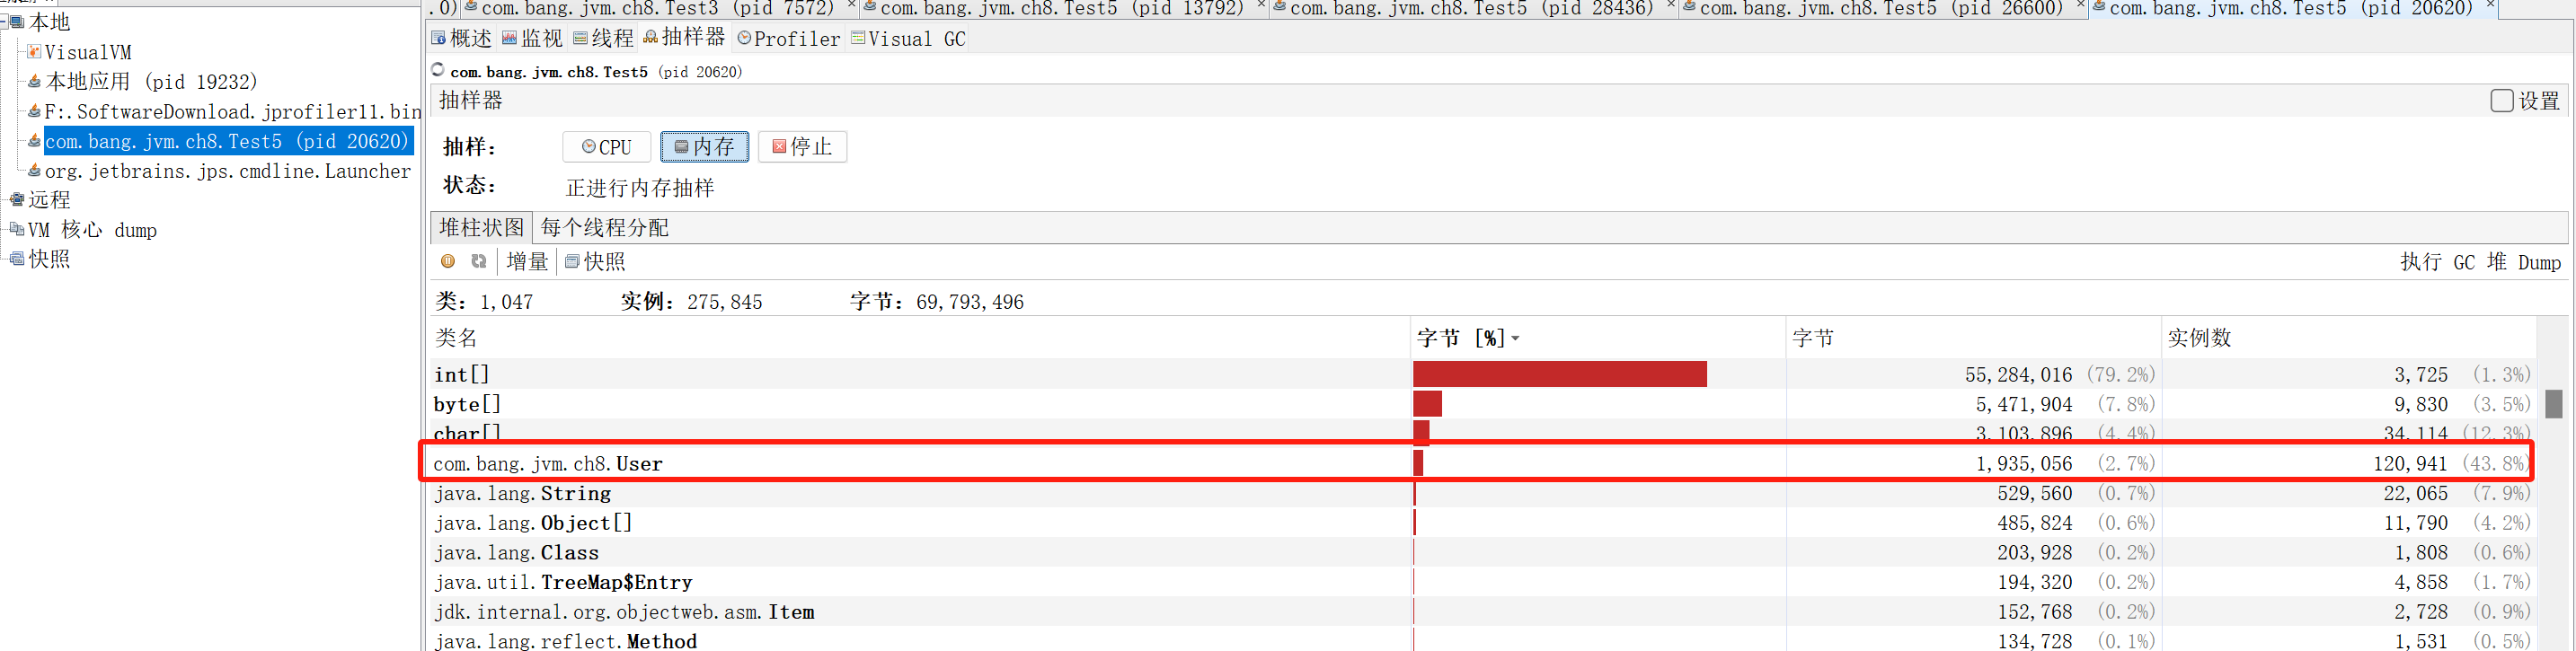 .0) com.bang.jvm.ch8.Test3 (pid 7572) × com.bang.jvm.ch8.Test5 (pid 13792) × com.bang.jvm.ch8.Test5 (pid 28436) × com.bang.jvm.ch8.Test5 (pid 26600) × com.bang.jvm.ch8.Test5 (pid 20620) ×
本地
VisualVM
本地应用 (pid 19232)
F:.SoftwareDownload.jprofiler11.bin
com.bang.jvm.ch8.Test5 (pid 20620)
org.jetbrains.jps.cmdline.Launcher
远程
VM 核心 dump
快照
概述 监视 线程 抽样器 Profiler Visual GC
com.bang.jvm.ch8.Test5 (pid 20620)
抽样器 设置
抽样: CPU 内存 停止
状态: 正进行内存抽样
堆柱状图 每个线程分配
增量 快照 执行 GC 堆 Dump
类: 1,047 实例: 275,845 字节: 69,793,496
类名 字节 [%] 字节 实例数
int[] 55,284,016 (79.2%) 3,725 (1.3%)
byte[] 5,471,904 (7.8%) 9,830 (3.5%)
char[] 3,103,896 (4.4%) 34,114 (12.3%)
com.bang.jvm.ch8.User 1,935,056 (2.7%) 120,941 (43.8%)
java.lang.String 529,560 (0.7%) 22,065 (7.9%)
java.lang.Object[] 485,824 (0.6%) 11,790 (4.2%)
java.lang.Class 203,928 (0.2%) 1,808 (0.6%)
java.util.TreeMap$Entry 194,320 (0.2%) 4,858 (1.7%)
jdk.internal.org.objectweb.asm.Item 152,768 (0.2%) 2,728 (0.9%)
java.lang.reflect.Method 134,728 (0.1%) 1,531 (0.5%)